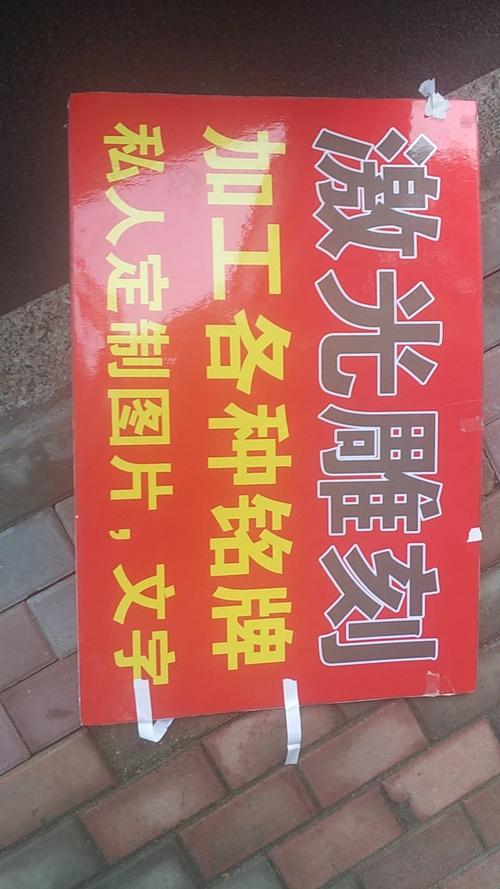 激光雕刻
加工各种铭牌
私人定制图片，文字